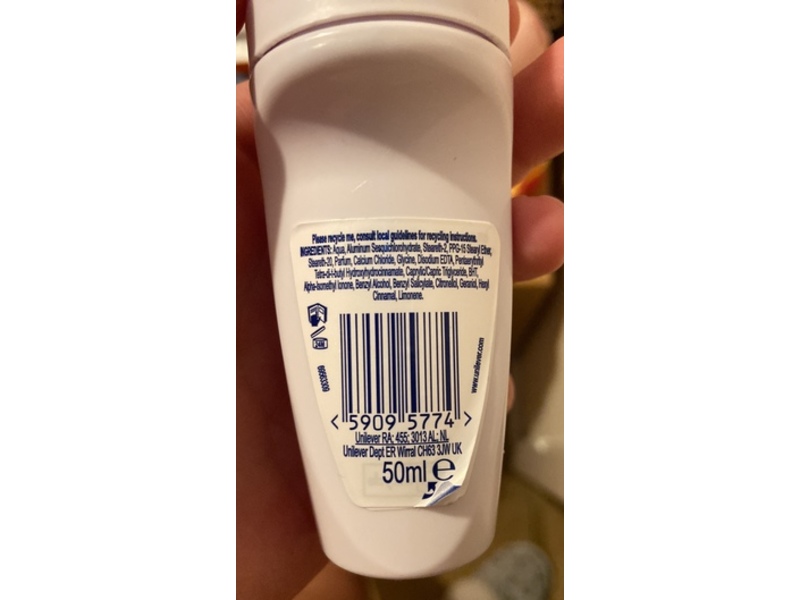 Please recycle me, consult local guidelines for recycling instructions.
INGREDIENTS: Aqua, Aluminum Sesquichlorohydrate, Steareth-2, PPG-15 Stearyl Ether,
Steareth-20, Parfum, Calcium Chloride, Glycine, Disodium EDTA, Pentaerythrityl
Tetra-di-t-butyl Hydroxyhydrocinnamate, Caprylic/Capric Triglyceride, BHT,
Alpha-Isomethyl Ionone, Benzyl Alcohol, Benzyl Salicylate, Citronellol, Geraniol, Hexyl
Cinnamal, Limonene.
24M
www.unilever.com
< 5909 5774 >
Unilever RA; 455; 3013 AL; NL
Unilever Dept ER Wirral CH63 3JW UK
50ml e